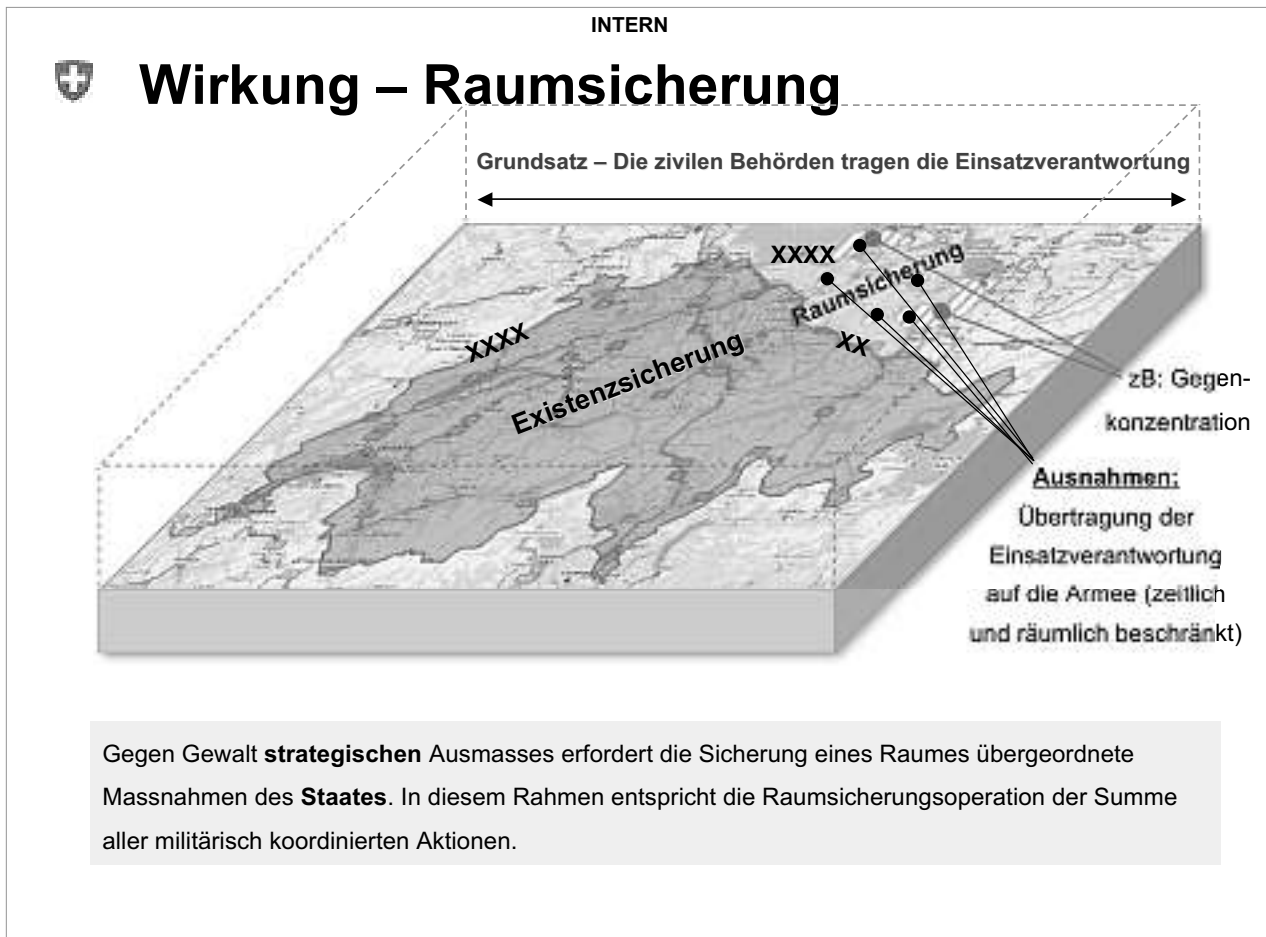 INTERN
Wirkung – Raumsicherung
Grundsatz – Die zivilen Behörden tragen die Einsatzverantwortung
XXXX
Raumsicherung
XXXX
XX
Existenzsicherung
zB: Gegen-
konzentration
Ausnahmen:
Übertragung der
Einsatzverantwortung
auf die Armee (zeitlich
und räumlich beschränkt)
Gegen Gewalt strategischen Ausmasses erfordert die Sicherung eines Raumes übergeordnete
Massnahmen des Staates. In diesem Rahmen entspricht die Raumsicherungsoperation der Summe
aller militärisch koordinierten Aktionen.